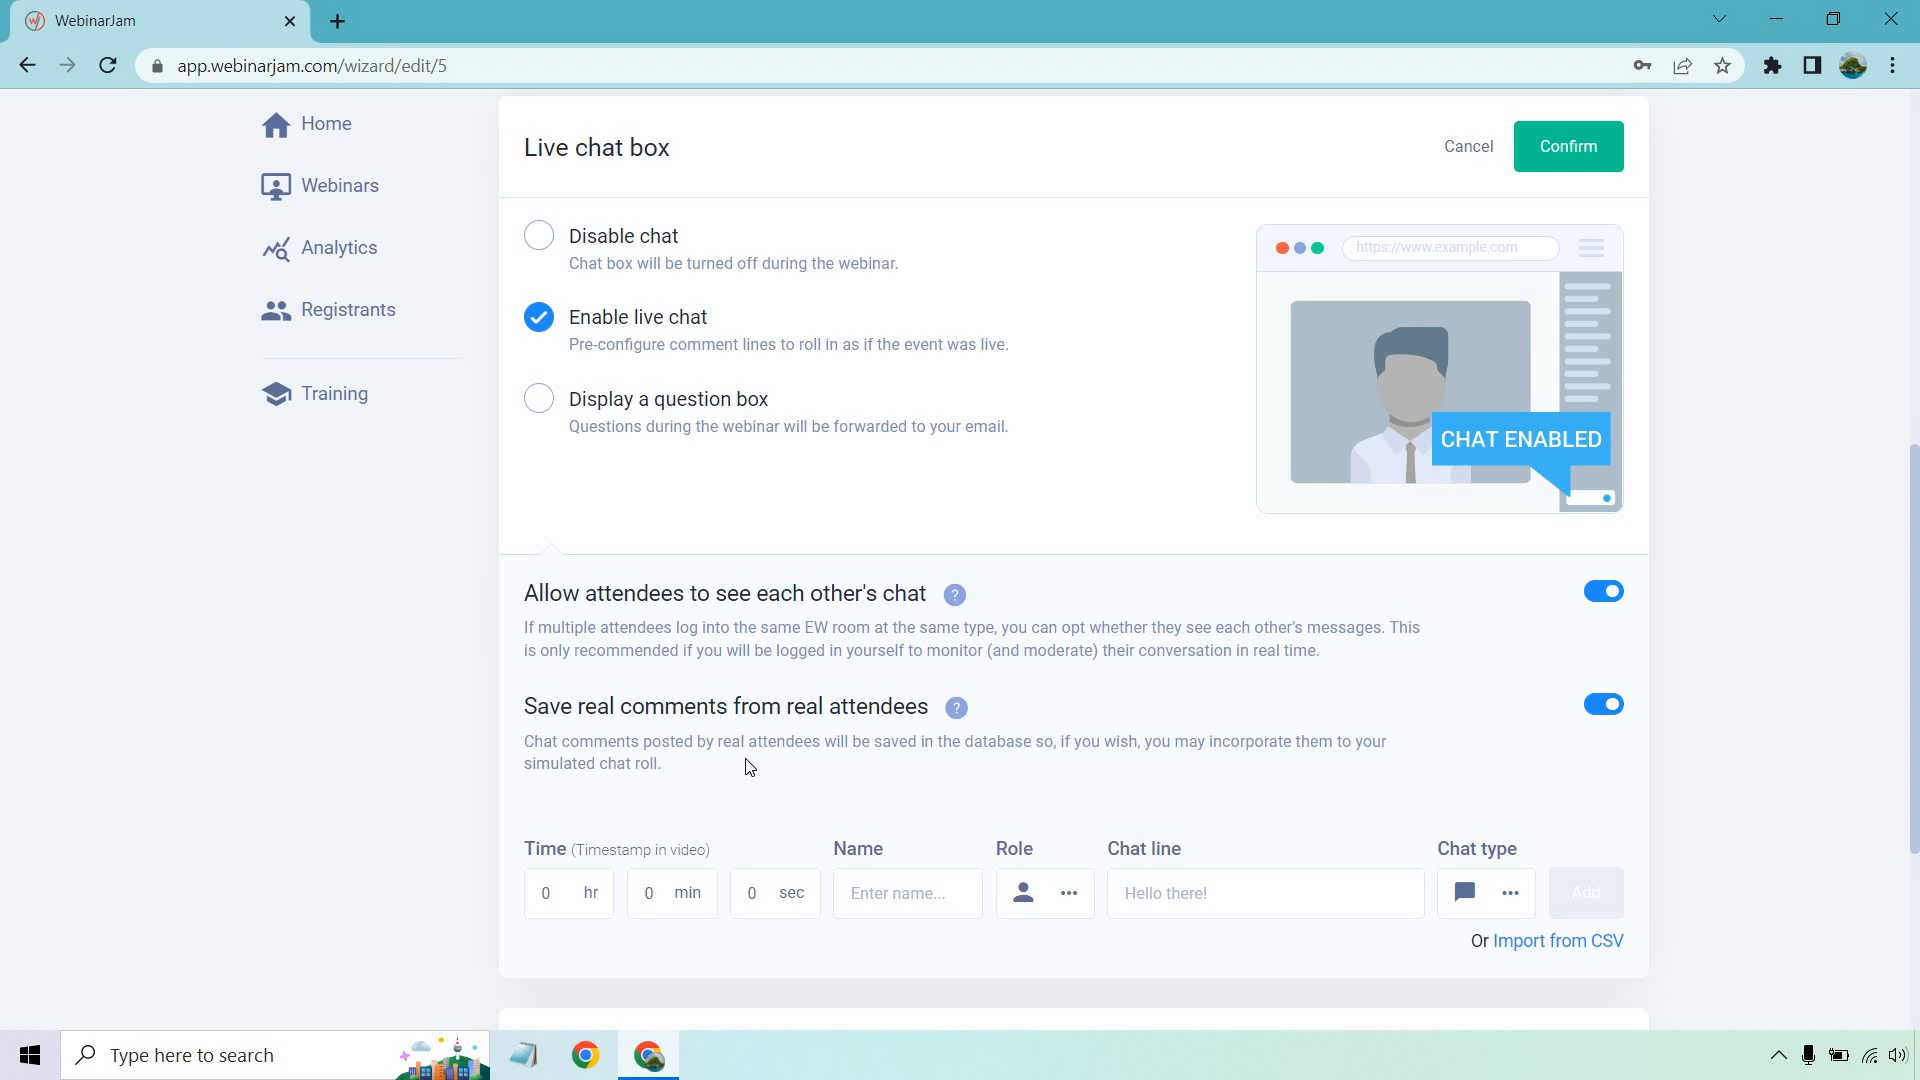 WebinarJam
app.webinarjam.com/wizard/edit/5
Home
Webinars
Analytics
Registrants
Training
Live chat box
Cancel
Confirm
Disable chat
Chat box will be turned off during the webinar.
Enable live chat
Pre-configure comment lines to roll in as if the event was live.
Display a question box
Questions during the webinar will be forwarded to your email.
https://www.example.com
CHAT ENABLED
Allow attendees to see each other's chat ?
If multiple attendees log into the same EW room at the same type, you can opt whether they see each other's messages. This
is only recommended if you will be logged in yourself to monitor (and moderate) their conversation in real time.
Save real comments from real attendees ?
Chat comments posted by real attendees will be saved in the database so, if you wish, you may incorporate them to your
simulated chat roll.
Time (Timestamp in video) Name Role Chat line Chat type
0 hr 0 min 0 sec Enter name... Hello there! Add
Or Import from CSV
Type here to search